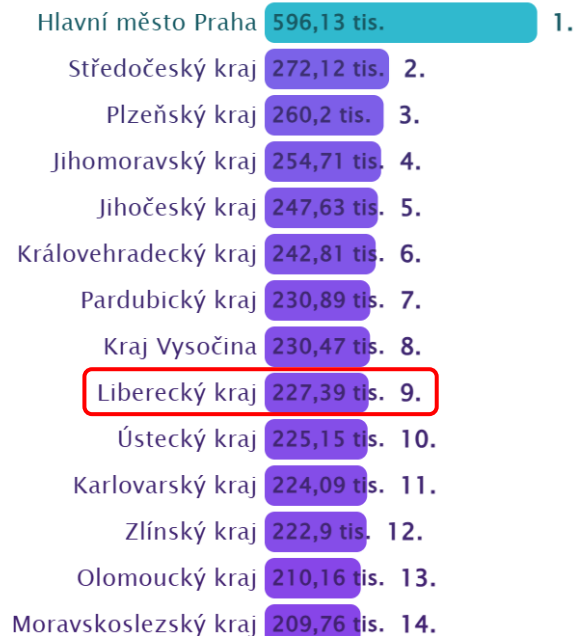 Hlavní město Praha 596,13 tis. 1.
Středočeský kraj 272,12 tis. 2.
Plzeňský kraj 260,2 tis. 3.
Jihomoravský kraj 254,71 tis. 4.
Jihočeský kraj 247,63 tis. 5.
Královehradecký kraj 242,81 tis. 6.
Pardubický kraj 230,89 tis. 7.
Kraj Vysočina 230,47 tis. 8.
Liberecký kraj 227,39 tis. 9.
Ústecký kraj 225,15 tis. 10.
Karlovarský kraj 224,09 tis. 11.
Zlínský kraj 222,9 tis. 12.
Olomoucký kraj 210,16 tis. 13.
Moravskoslezský kraj 209,76 tis. 14.